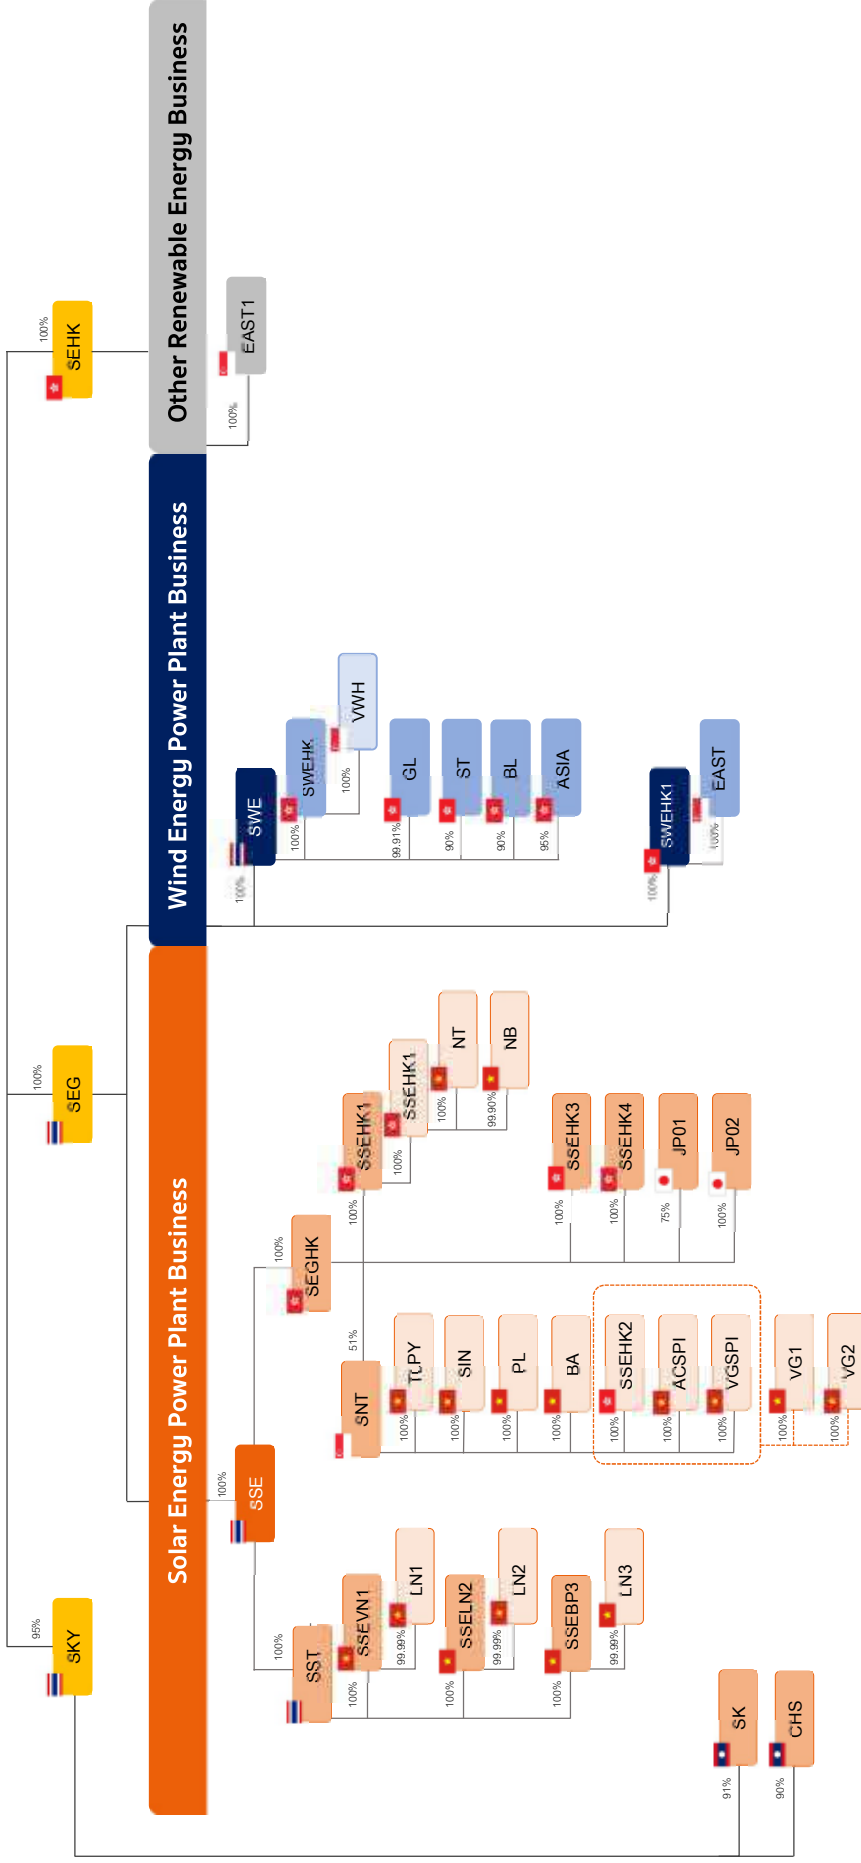 95%
SKY
100%
SEG
100%
SEHK
Solar Energy Power Plant Business
Wind Energy Power Plant Business
Other Renewable Energy Business
100%
SSE
100%
SST
100%
SSEVN1
99.99%
LN1
100%
SSELN2
99.99%
LN2
100%
SSEBP3
99.99%
LN3
91%
SK
90%
CHS
100%
SEGHK
51%
SNT
100%
100%
SIN
100%
PL
100%
BA
100%
SSEHK2
100%
ACSPI
100%
VGSPI
100%
VG1
100%
VG2
100%
SSEHK1
100%
SSEHK1
100%
NT
99.90%
NB
100%
SSEHK3
100%
SSEHK4
75%
JP01
100%
JP02
100%
SWE
100%
SWEHK
100%
VWH
99.91%
GL
90%
ST
90%
BL
95%
ASIA
100%
SWEHK1
100%
EAST
100%
EAST1